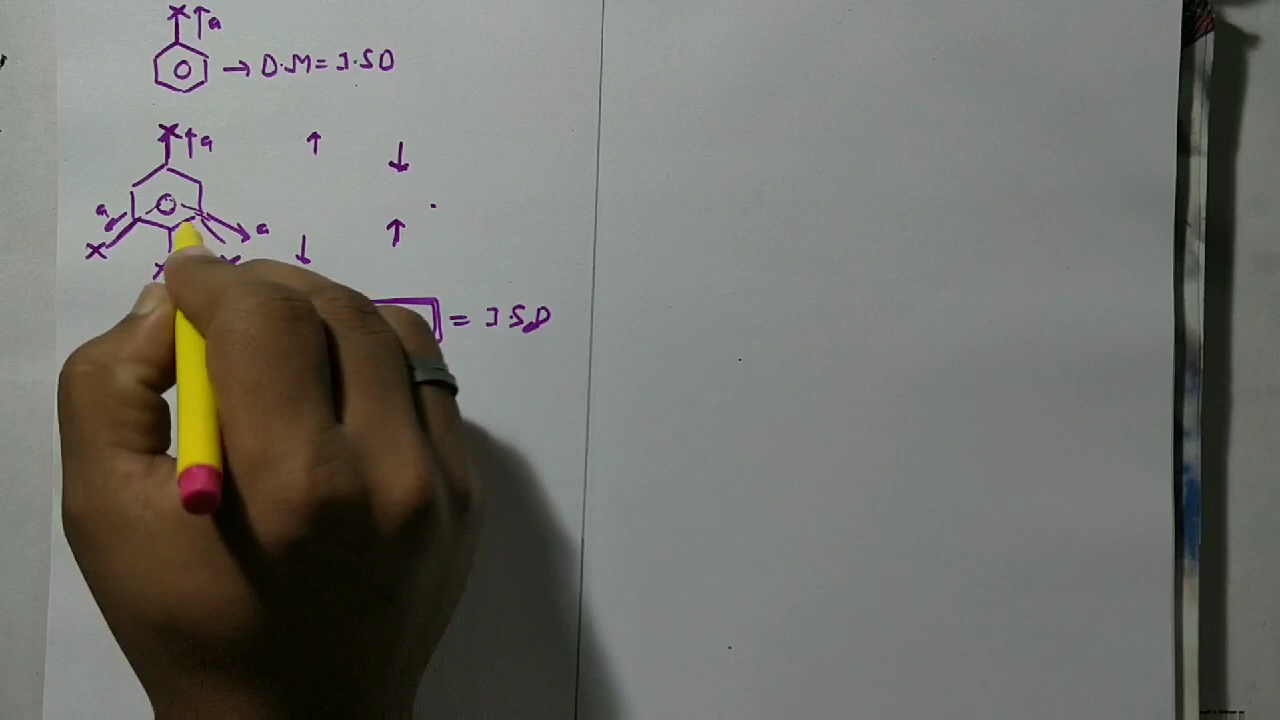 X ↑a
→ D.M = 1.5D
X ↑a ↑ ↓
a a
X ↓ ↑
X X
= 1.5D